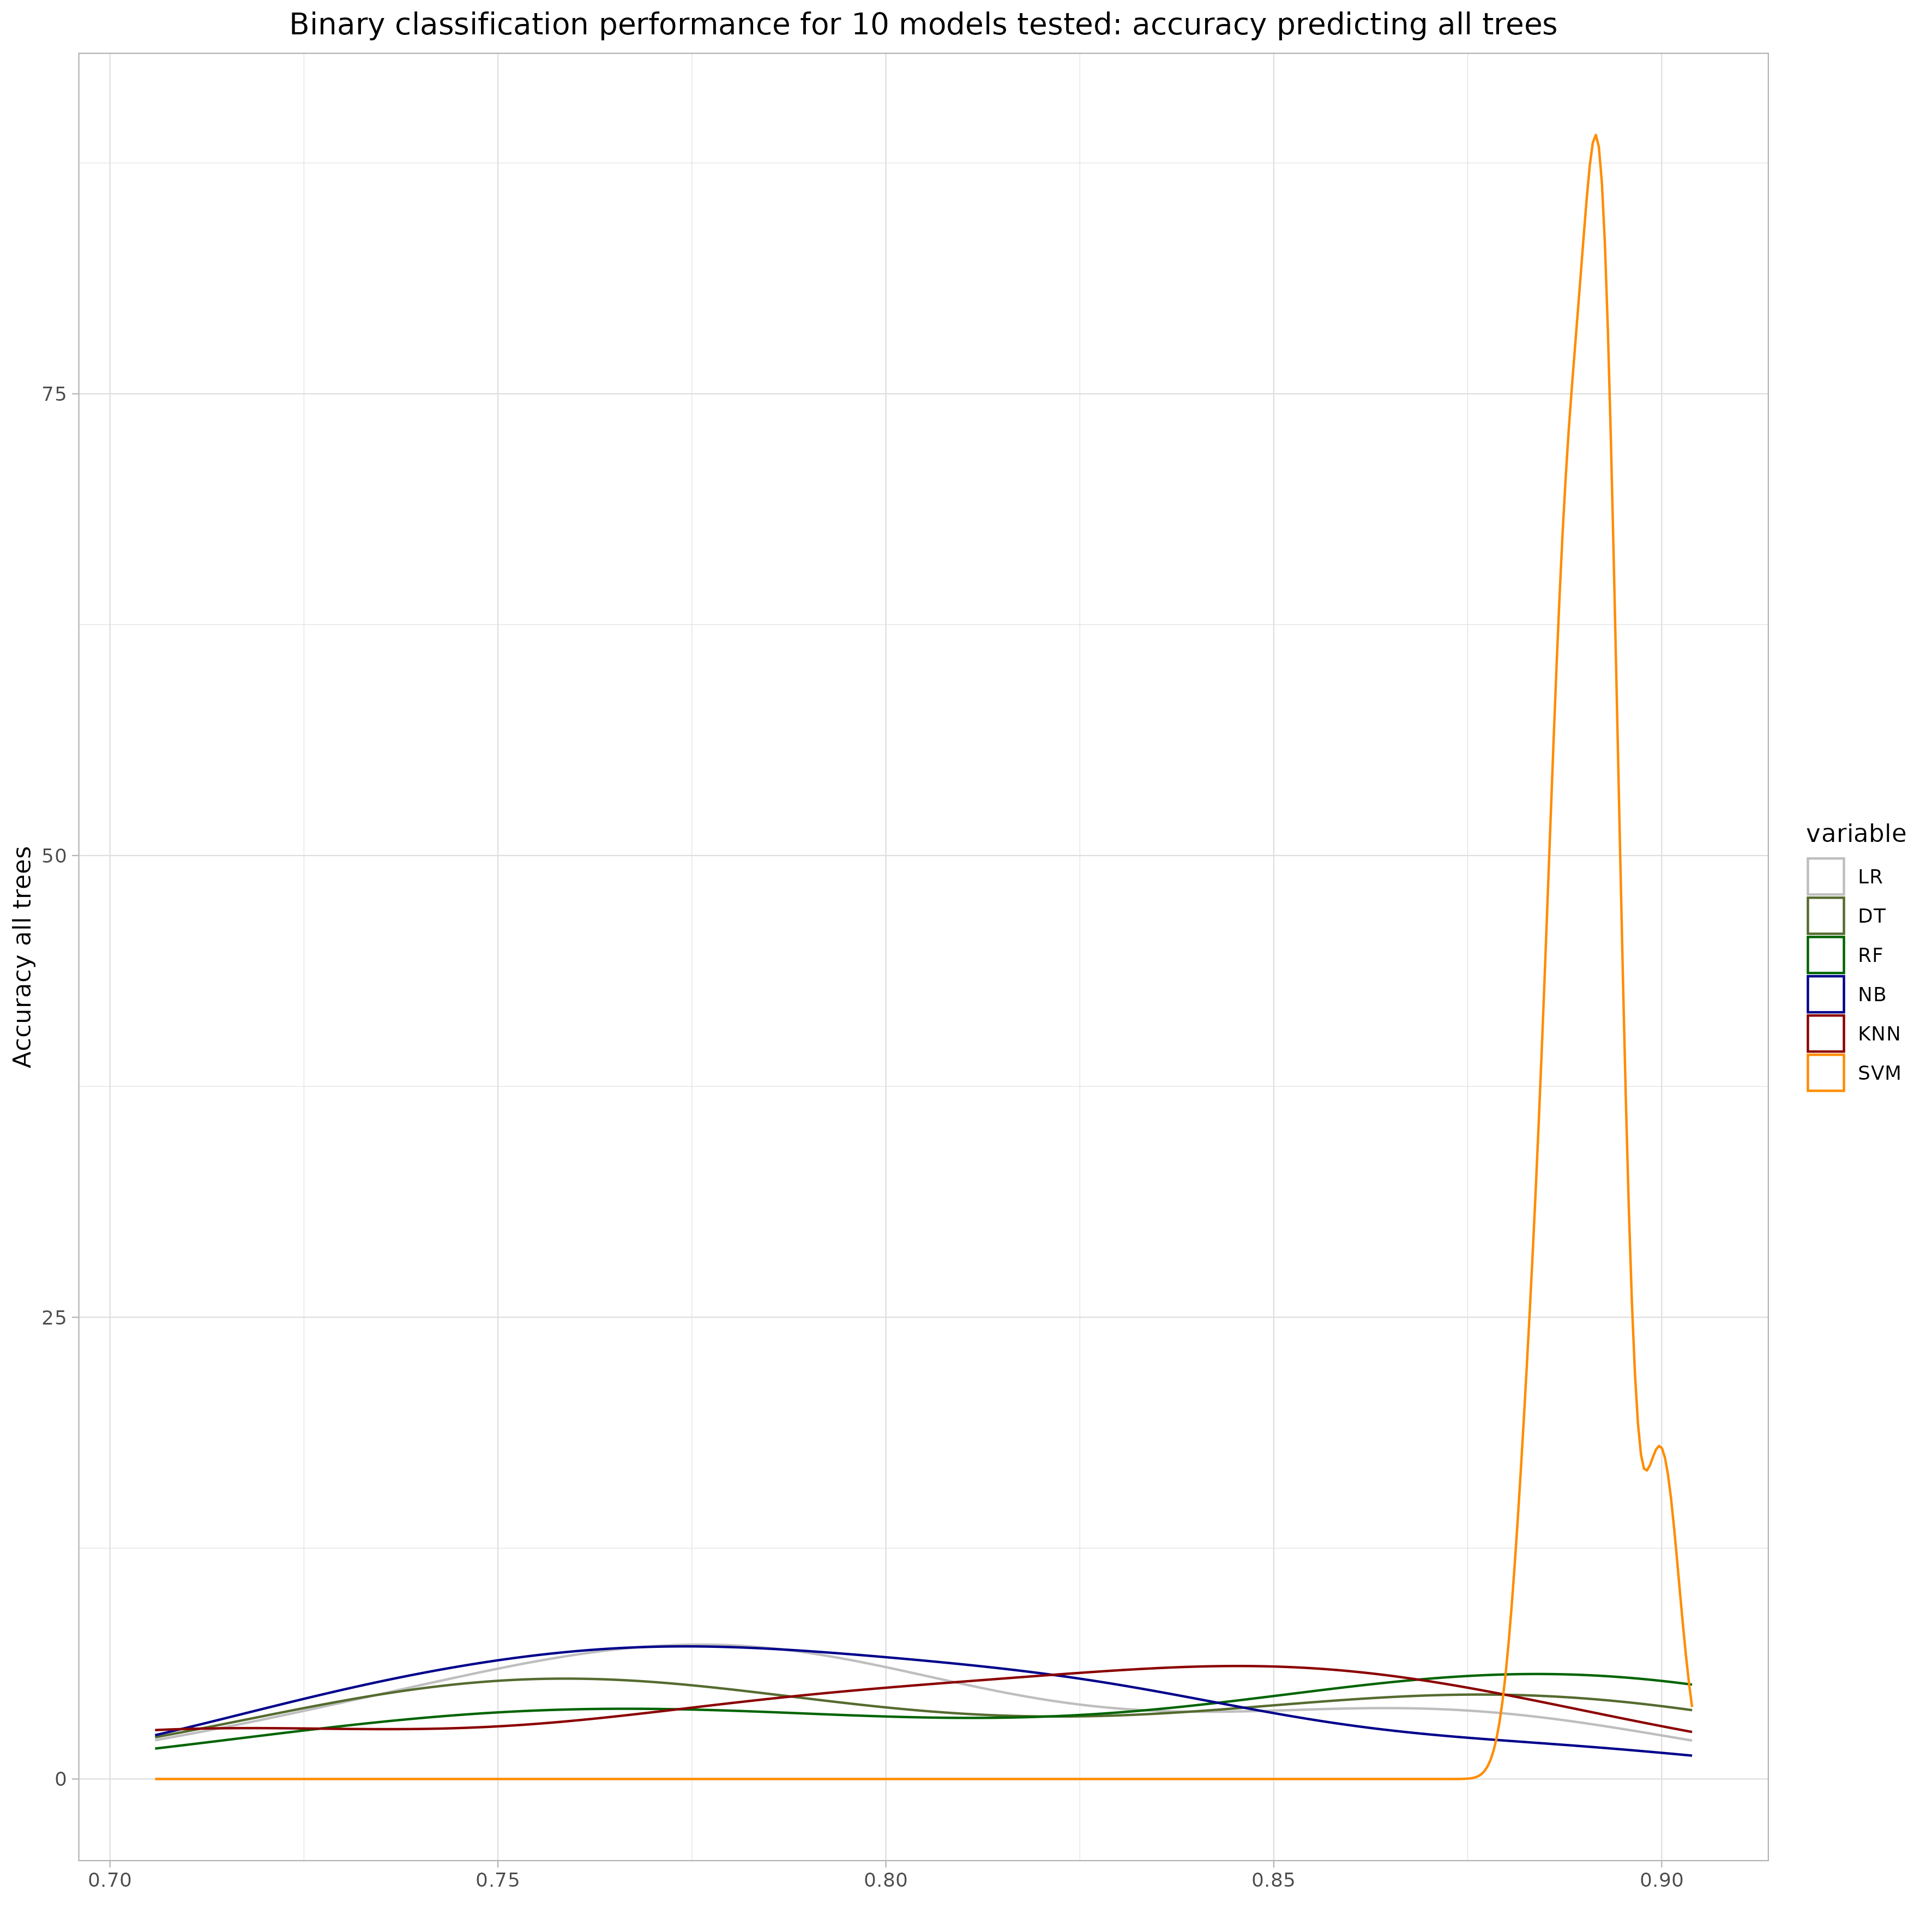 Binary classification performance for 10 models tested: accuracy predicting all trees
Accuracy all trees
75
50
25
0
0.70
0.75
0.80
0.85
0.90
variable
LR
DT
RF
NB
KNN
SVM